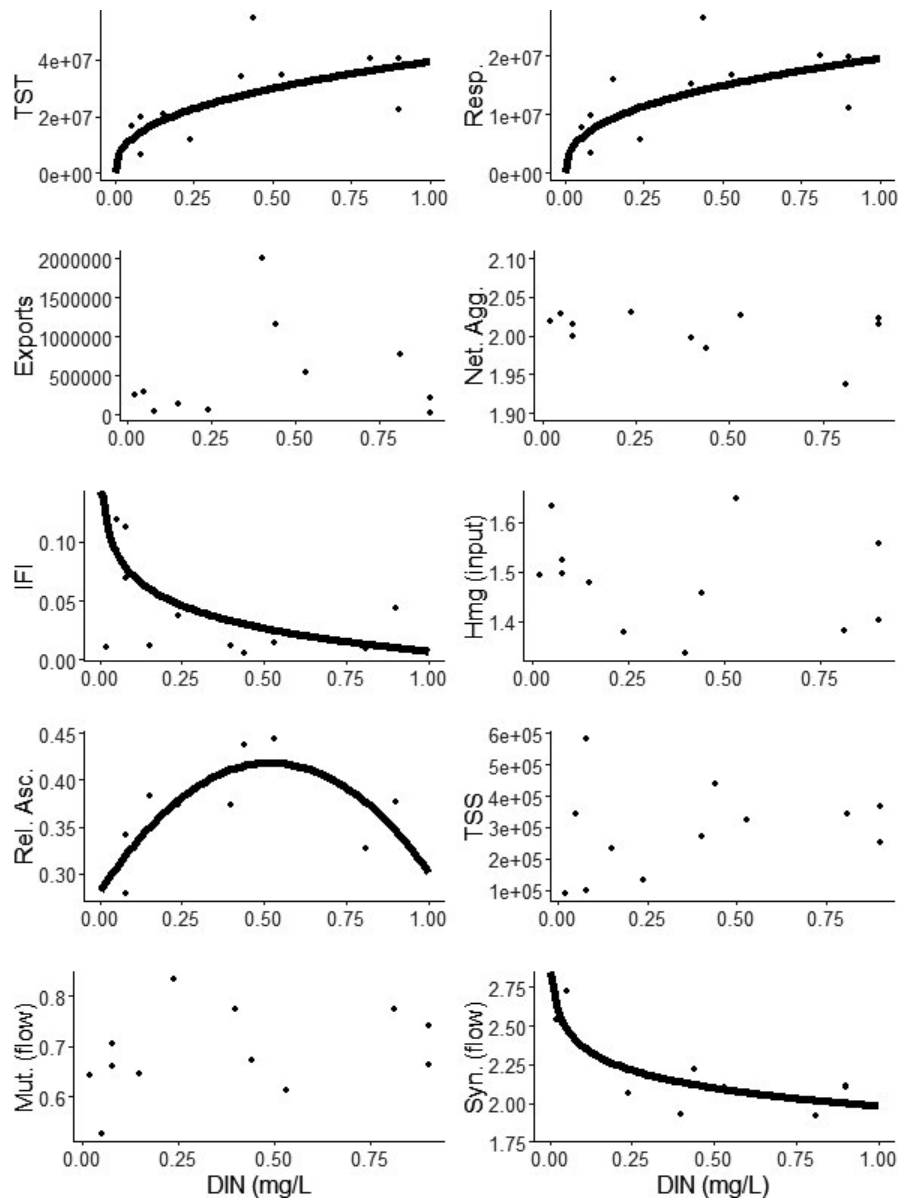 TST
4e+07
2e+07
0e+00
0.00 0.25 0.50 0.75 1.00
Resp.
2e+07
1e+07
0e+00
0.00 0.25 0.50 0.75 1.00
Exports
2000000
1500000
1000000
500000
0
0.00 0.25 0.50 0.75
Net. Agg.
2.10
2.05
2.00
1.95
1.90
0.00 0.25 0.50 0.75
IFI
0.10
0.05
0.00
0.00 0.25 0.50 0.75 1.00
Hmg (input)
1.6
1.5
1.4
0.00 0.25 0.50 0.75
Rel. Asc.
0.45
0.40
0.35
0.30
0.00 0.25 0.50 0.75 1.00
TSS
6e+05
5e+05
4e+05
3e+05
2e+05
1e+05
0.00 0.25 0.50 0.75
Mut. (flow)
0.8
0.7
0.6
0.00 0.25 0.50 0.75
DIN (mg/L
Syn. (flow)
2.75
2.50
2.25
2.00
1.75
0.00 0.25 0.50 0.75 1.00
DIN (mg/L)